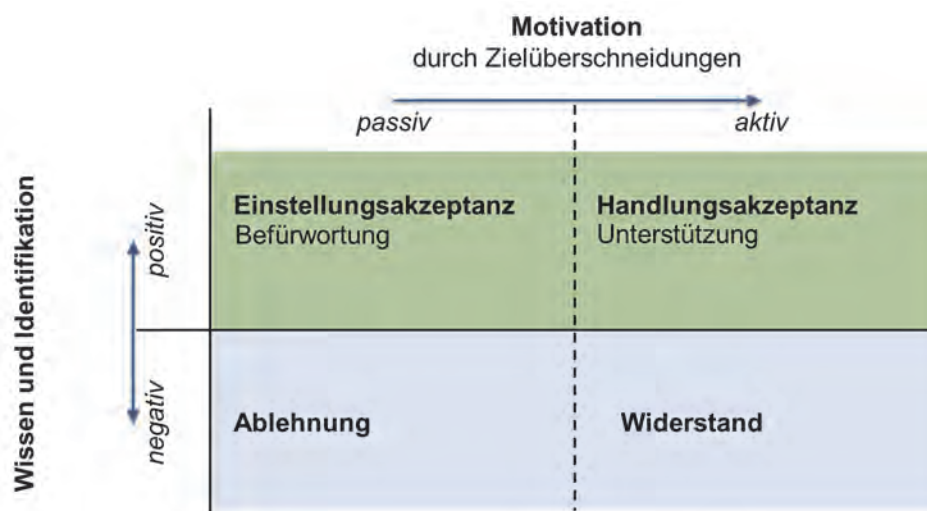 Motivation
durch Zielüberschneidungen
passiv
aktiv
Wissen und Identifikation
positiv
negativ
Einstellungsakzeptanz
Befürwortung
Handlungsakzeptanz
Unterstützung
Ablehnung
Widerstand